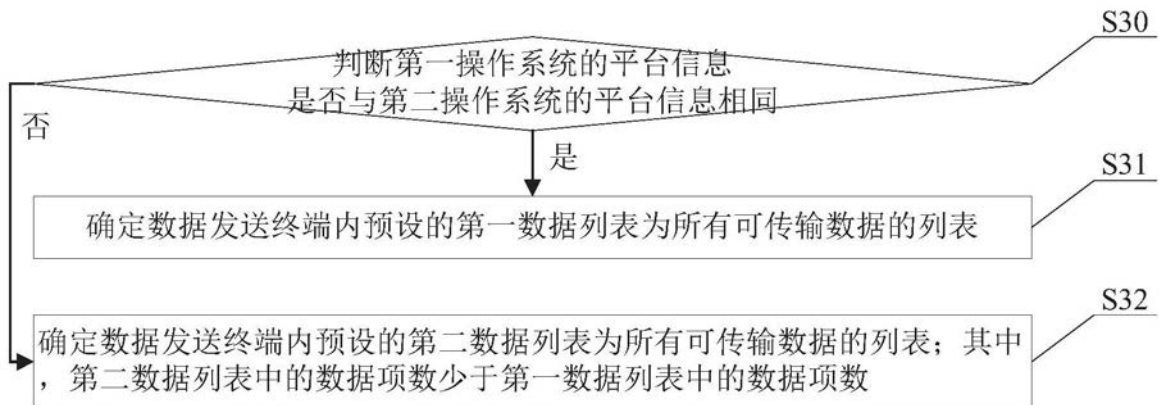 S30
判断第一操作系统的平台信息
是否与第二操作系统的平台信息相同
否
是
S31
确定数据发送终端内预设的第一数据列表为所有可传输数据的列表
S32
确定数据发送终端内预设的第二数据列表为所有可传输数据的列表；其中
，第二数据列表中的数据项数少于第一数据列表中的数据项数